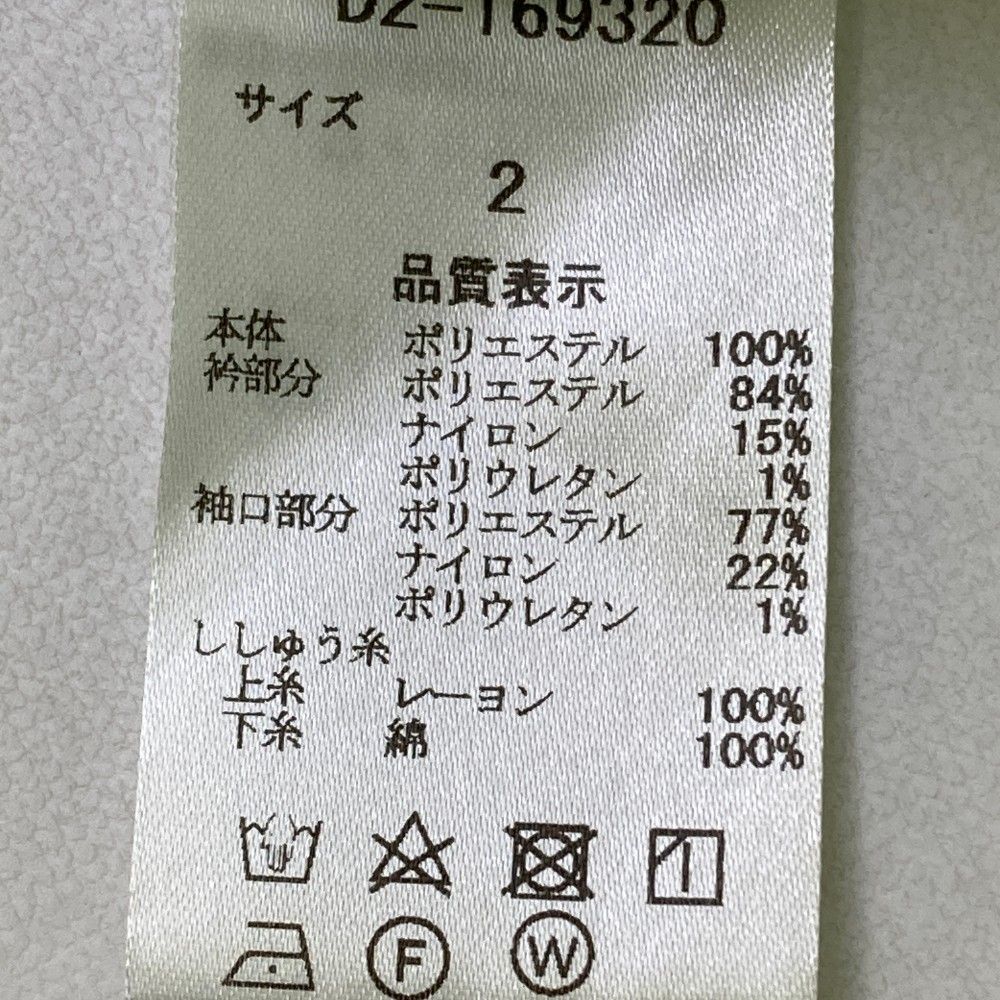 D2-169320
サイズ
2
品質表示
本体 ポリエステル 100%
衿部分 ポリエステル 84%
ナイロン 15%
ポリウレタン 1%
袖口部分 ポリエステル 77%
ナイロン 22%
ポリウレタン 1%
ししゅう糸
上糸 レーヨン 100%
下糸 綿 100%
F W